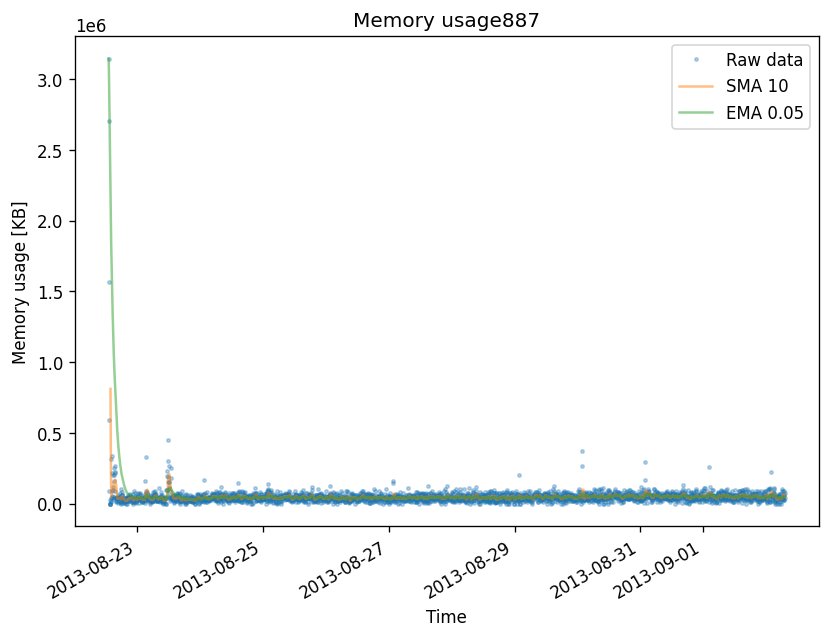 Memory usage887
1e6
Raw data
SMA 10
EMA 0.05
3.0
2.5
2.0
1.5
1.0
0.5
0.0
Memory usage [KB]
2013-08-23
2013-08-25
2013-08-27
2013-08-29
2013-08-31
2013-09-01
Time